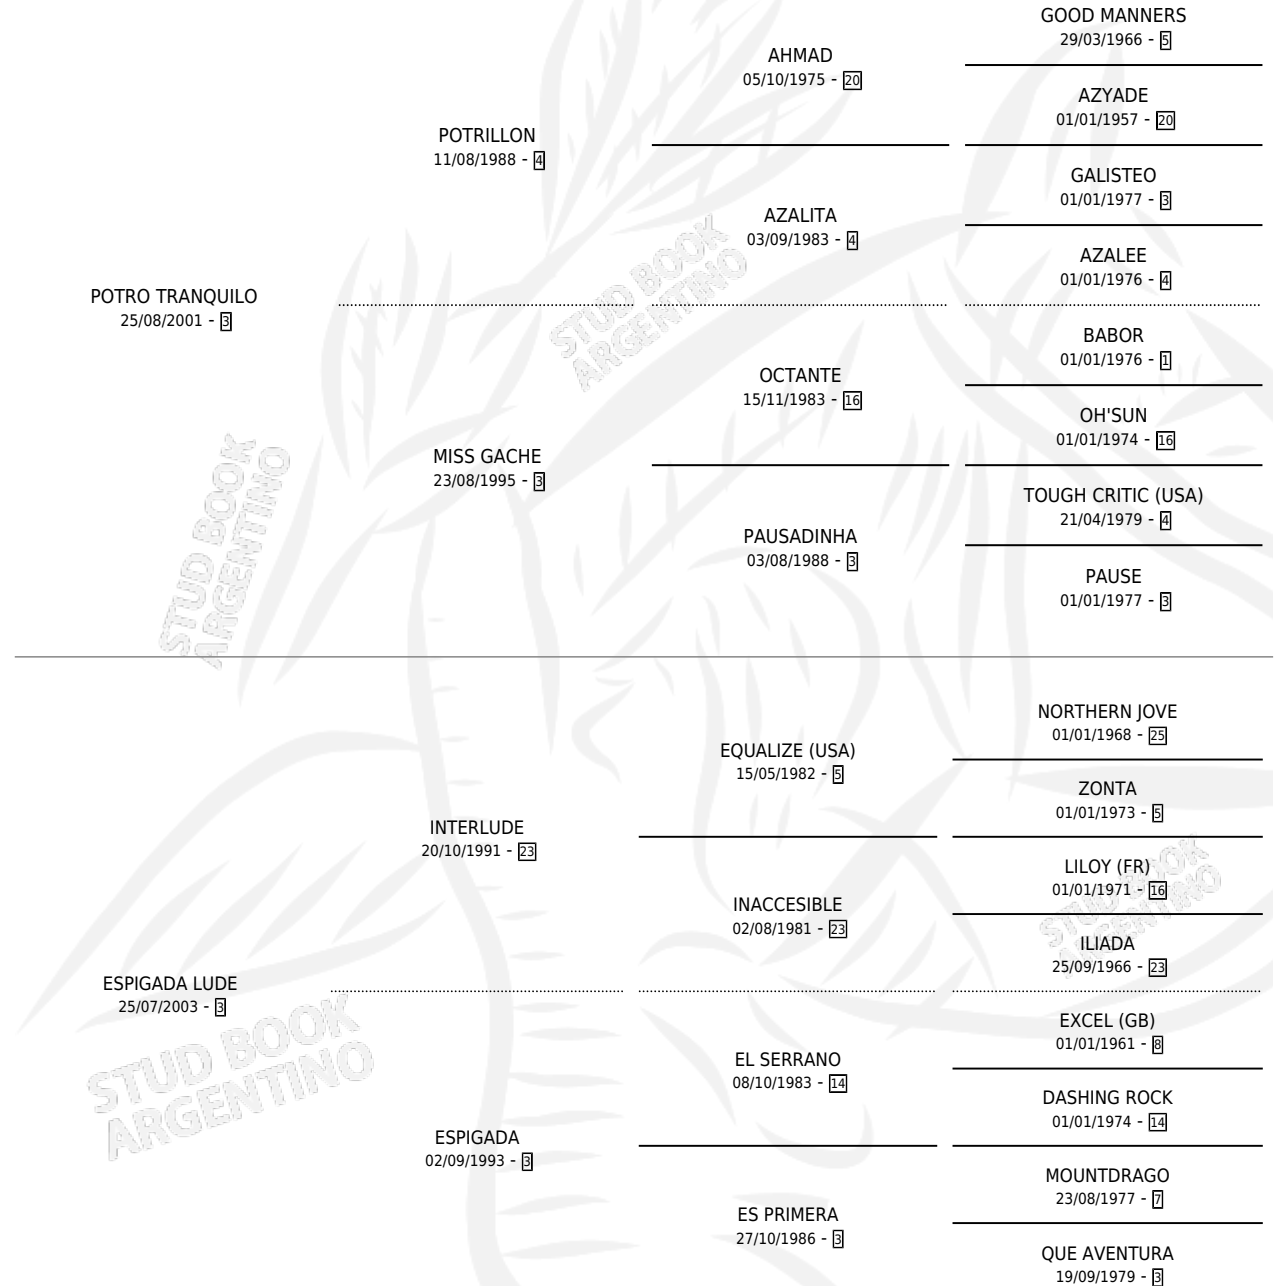 GOOD MANNERS
29/03/1966 - 5
AHMAD
05/10/1975 - 20
AZYADE
01/01/1957 - 20
POTRILLON
11/08/1988 - 4
GALISTEO
01/01/1977 - 3
AZALITA
03/09/1983 - 4
AZALEE
01/01/1976 - 4
POTRO TRANQUILO
25/08/2001 - 3
BABOR
01/01/1976 - 1
OCTANTE
15/11/1983 - 16
OH'SUN
01/01/1974 - 16
MISS GACHE
23/08/1995 - 3
TOUGH CRITIC (USA)
21/04/1979 - 4
PAUSADINHA
03/08/1988 - 3
PAUSE
01/01/1977 - 3
NORTHERN JOVE
01/01/1968 - 25
EQUALIZE (USA)
15/05/1982 - 5
ZONTA
01/01/1973 - 5
INTERLUDE
20/10/1991 - 23
LILOY (FR)
01/01/1971 - 16
INACCESIBLE
02/08/1981 - 23
ILIADA
25/09/1966 - 23
ESPIGADA LUDE
25/07/2003 - 3
EXCEL (GB)
01/01/1961 - 8
EL SERRANO
08/10/1983 - 14
DASHING ROCK
01/01/1974 - 14
ESPIGADA
02/09/1993 - 3
MOUNTDRAGO
23/08/1977 - 7
ES PRIMERA
27/10/1986 - 3
QUE AVENTURA
19/09/1979 - 3
STUD BOOK
ARGENTINO
STUD BOOK
ARGENTINO
STUD BOOK
ARGENTINO
STUD BOOK
ARGENTINO